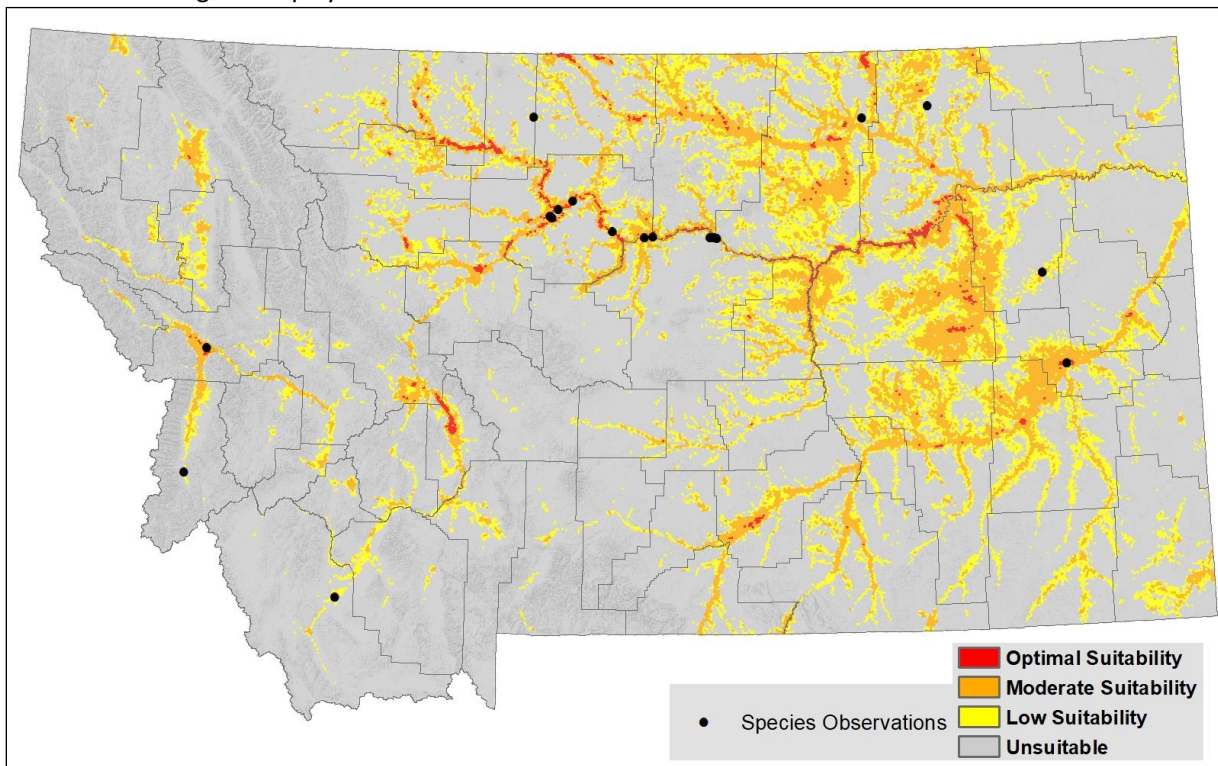 Optimal Suitability
Moderate Suitability
Species Observations
Low Suitability
Unsuitable